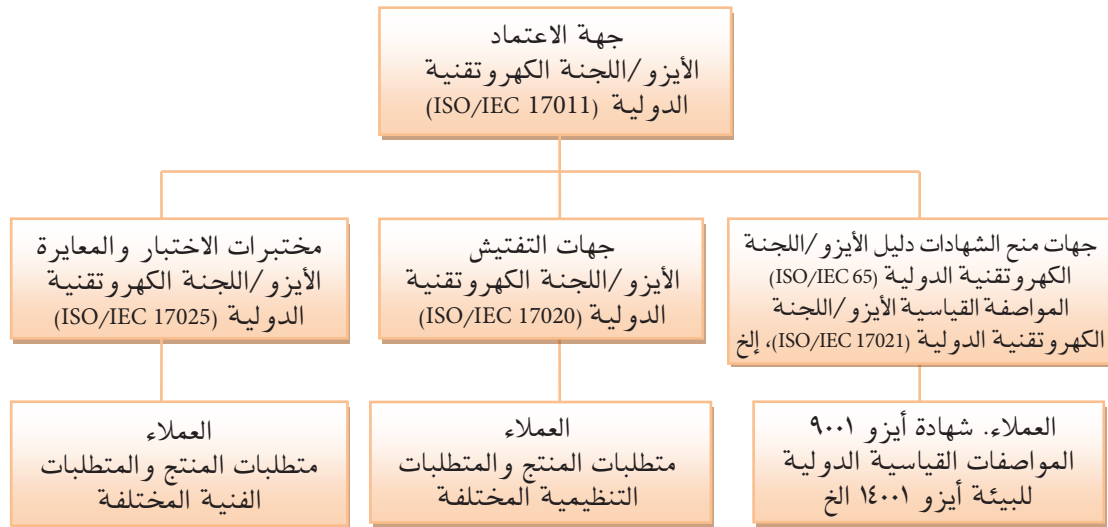 جهة الاعتماد
الأيزو/اللجنة الكهروتقنية
الدولية (ISO/IEC 17011)
جهات منح الشهادات دليل الأيزو/اللجنة
الكهروتقنية الدولية (ISO/IEC 65)
المواصفة القياسية الأيزو/اللجنة
الكهروتقنية الدولية (ISO/IEC 17021)، إلخ
جهات التفتيش
الأيزو/اللجنة الكهروتقنية
الدولية (ISO/IEC 17020)
مختبرات الاختبار والمعايرة
الأيزو/اللجنة الكهروتقنية
الدولية (ISO/IEC 17025)
العملاء. شهادة أيزو ٩٠٠١
المواصفات القياسية الدولية
للبيئة أيزو ١٤٠٠١ الخ
العملاء
متطلبات المنتج والمتطلبات
التنظيمية المختلفة
العملاء
متطلبات المنتج والمتطلبات
الفنية المختلفة